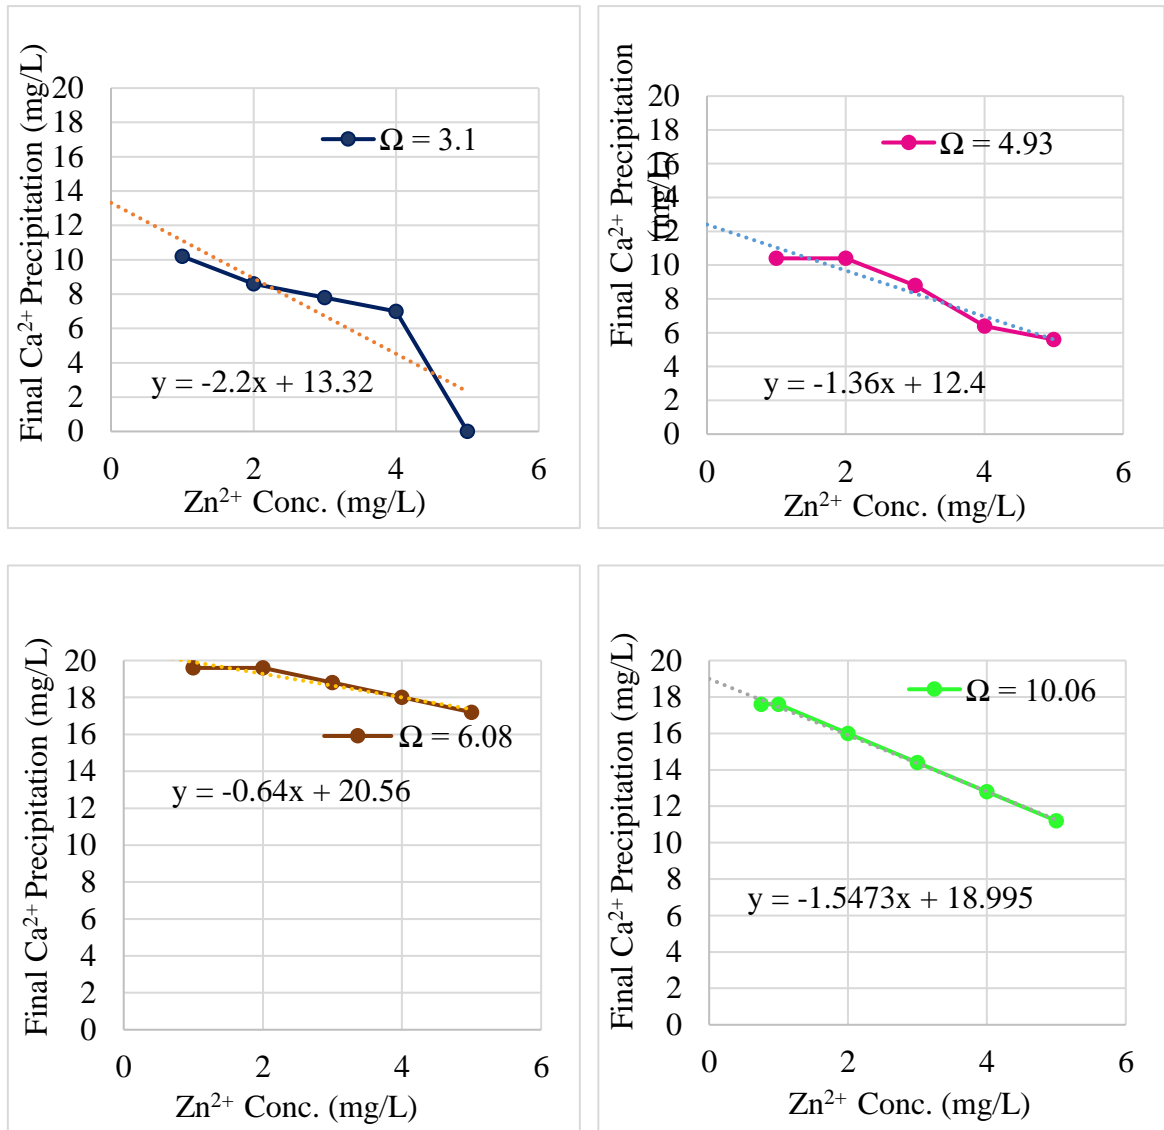 Final Ca²⁺ Precipitation (mg/L)
20
18
16
14
12
10
8
6
4
2
0
Ω = 3.1
y = -2.2x + 13.32
0 2 4 6
Zn²⁺ Conc. (mg/L)
Final Ca²⁺ Precipitation
(mg/L)
20
18
16
14
12
10
8
6
4
2
0
Ω = 4.93
y = -1.36x + 12.4
0 2 4 6
Zn²⁺ Conc. (mg/L)
Final Ca²⁺ Precipitation (mg/L)
20
18
16
14
12
10
8
6
4
2
0
Ω = 6.08
y = -0.64x + 20.56
0 2 4 6
Zn²⁺ Conc. (mg/L)
Final Ca²⁺ Precipitation (mg/L)
20
18
16
14
12
10
8
6
4
2
0
Ω = 10.06
y = -1.5473x + 18.995
0 2 4 6
Zn²⁺ Conc. (mg/L)